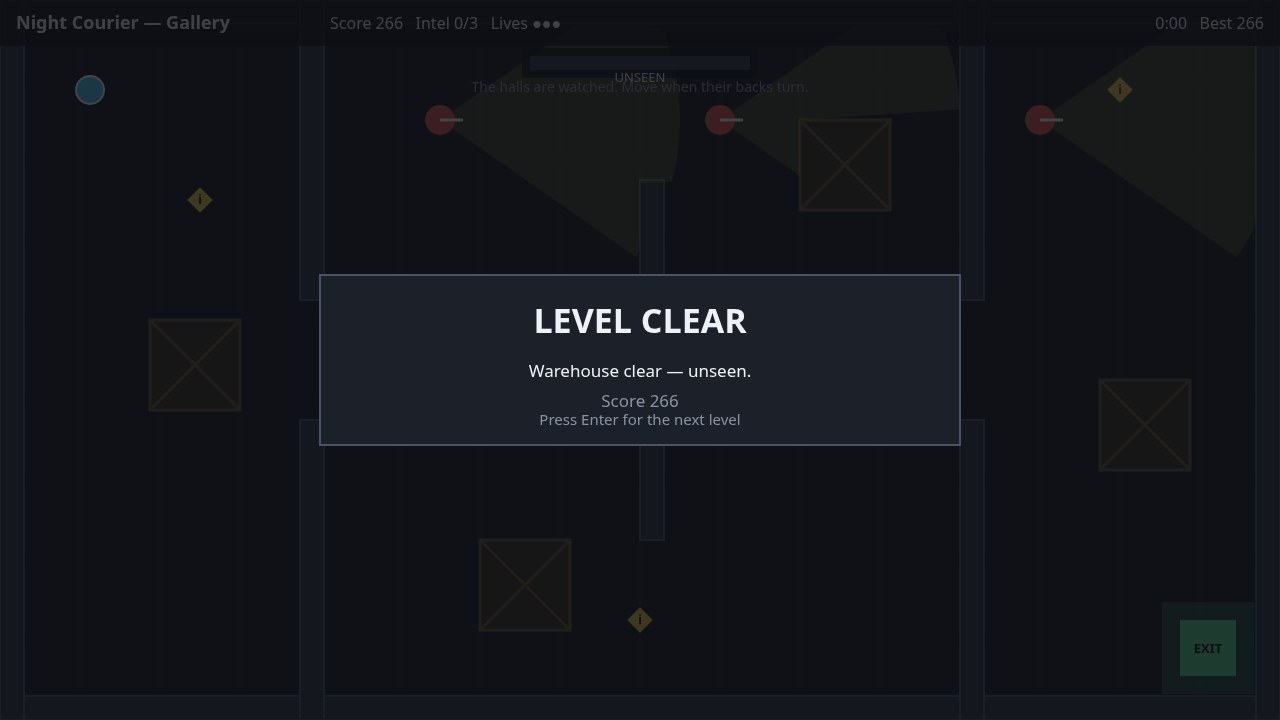 Night Courier — Gallery
Score 266 Intel 0/3 Lives ●●●
0:00 Best 266
UNSEEN
The halls are watched. Move when their backs turn.
i
i
i
LEVEL CLEAR
Warehouse clear — unseen.
Score 266
Press Enter for the next level
EXIT